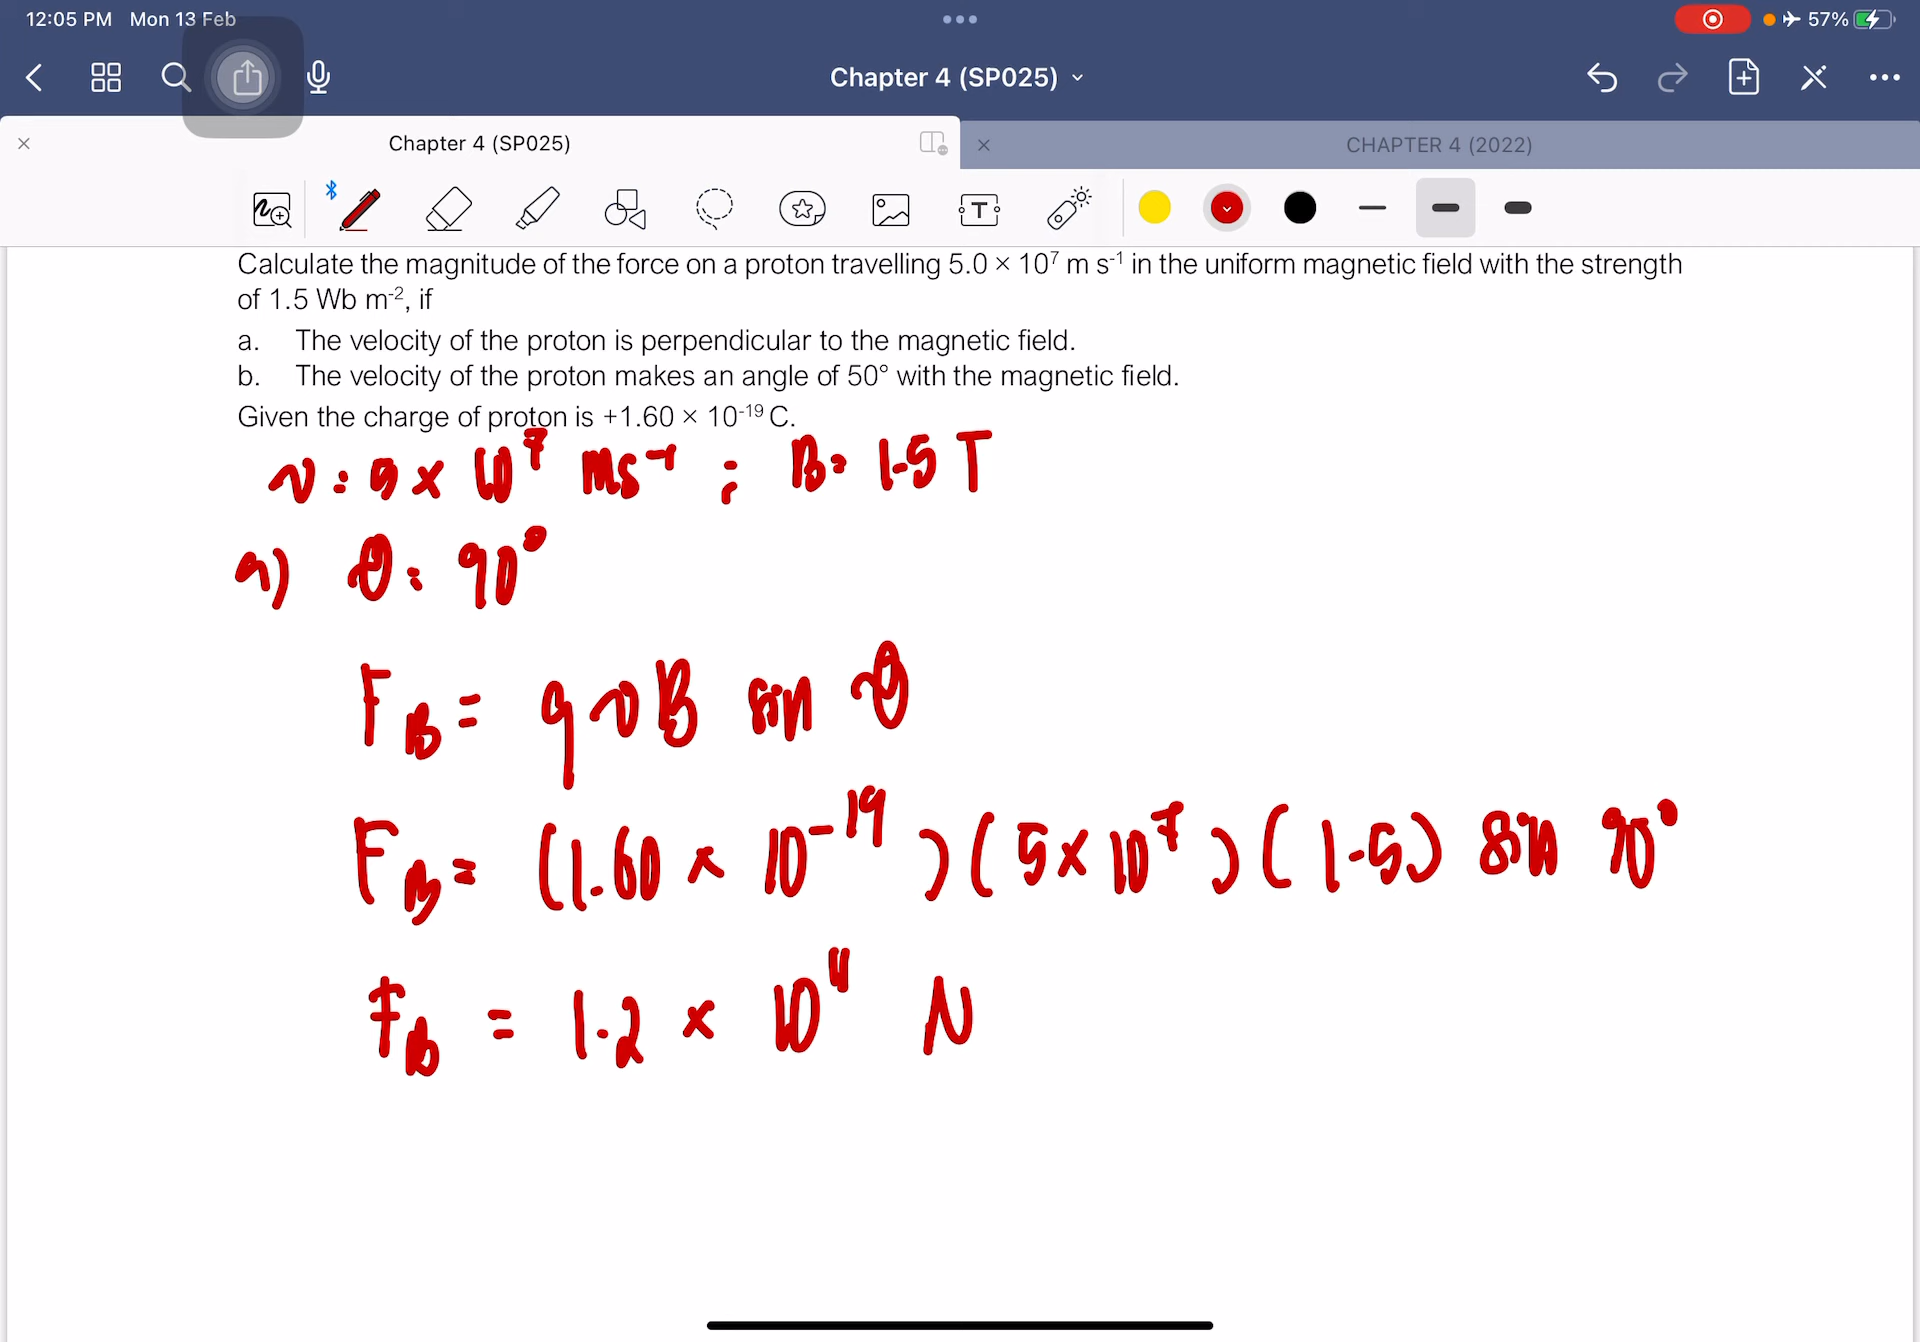 12:05 PM Mon 13 Feb
57%
Chapter 4 (SP025)
Chapter 4 (SP025)
CHAPTER 4 (2022)
T
Calculate the magnitude of the force on a proton travelling 5.0 × 10⁷ m s⁻¹ in the uniform magnetic field with the strength
of 1.5 Wb m⁻², if
a. The velocity of the proton is perpendicular to the magnetic field.
b. The velocity of the proton makes an angle of 50° with the magnetic field.
Given the charge of proton is +1.60 × 10⁻¹⁹ C.
v = 5 × 10⁷ ms⁻¹ ; B = 1.5 T
a) θ = 90°
F_B = qvB sin θ
F_B = (1.60 × 10⁻¹⁹)(5 × 10⁷)(1.5) sin 90°
F_B = 1.2 × 10¹¹ N